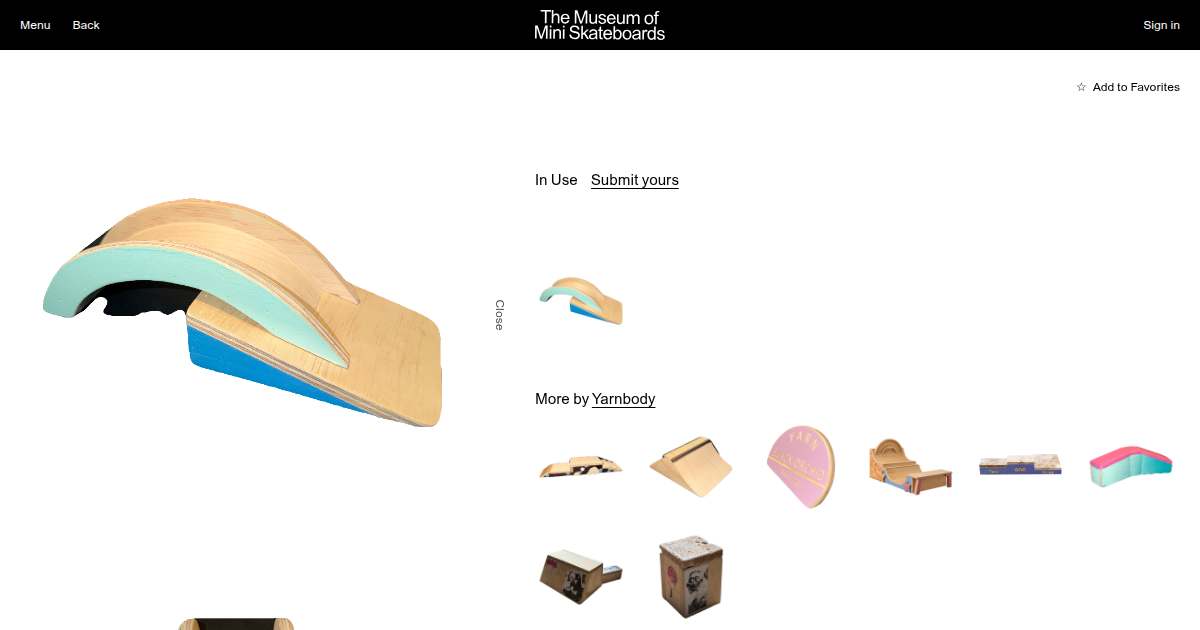 Menu
Back
The Museum of
Mini Skateboards
Sign in
☆ Add to Favorites
In Use Submit yours
Close
More by Yarnbody
YARN